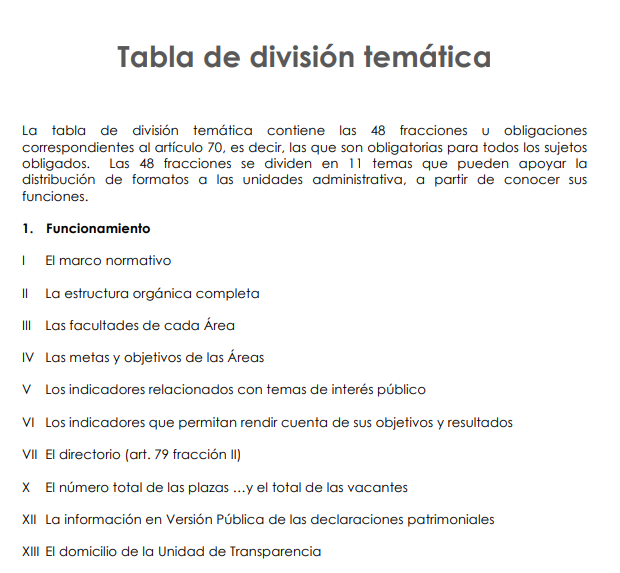 Tabla de división temática
La tabla de división temática contiene las 48 fracciones u obligaciones
correspondientes al artículo 70, es decir, las que son obligatorias para todos los sujetos
obligados. Las 48 fracciones se dividen en 11 temas que pueden apoyar la
distribución de formatos a las unidades administrativa, a partir de conocer sus
funciones.
1. Funcionamiento
I El marco normativo
II La estructura orgánica completa
III Las facultades de cada Área
IV Las metas y objetivos de las Áreas
V Los indicadores relacionados con temas de interés público
VI Los indicadores que permitan rendir cuenta de sus objetivos y resultados
VII El directorio (art. 79 fracción II)
X El número total de las plazas ...y el total de las vacantes
XII La información en Versión Pública de las declaraciones patrimoniales
XIII El domicilio de la Unidad de Transparencia